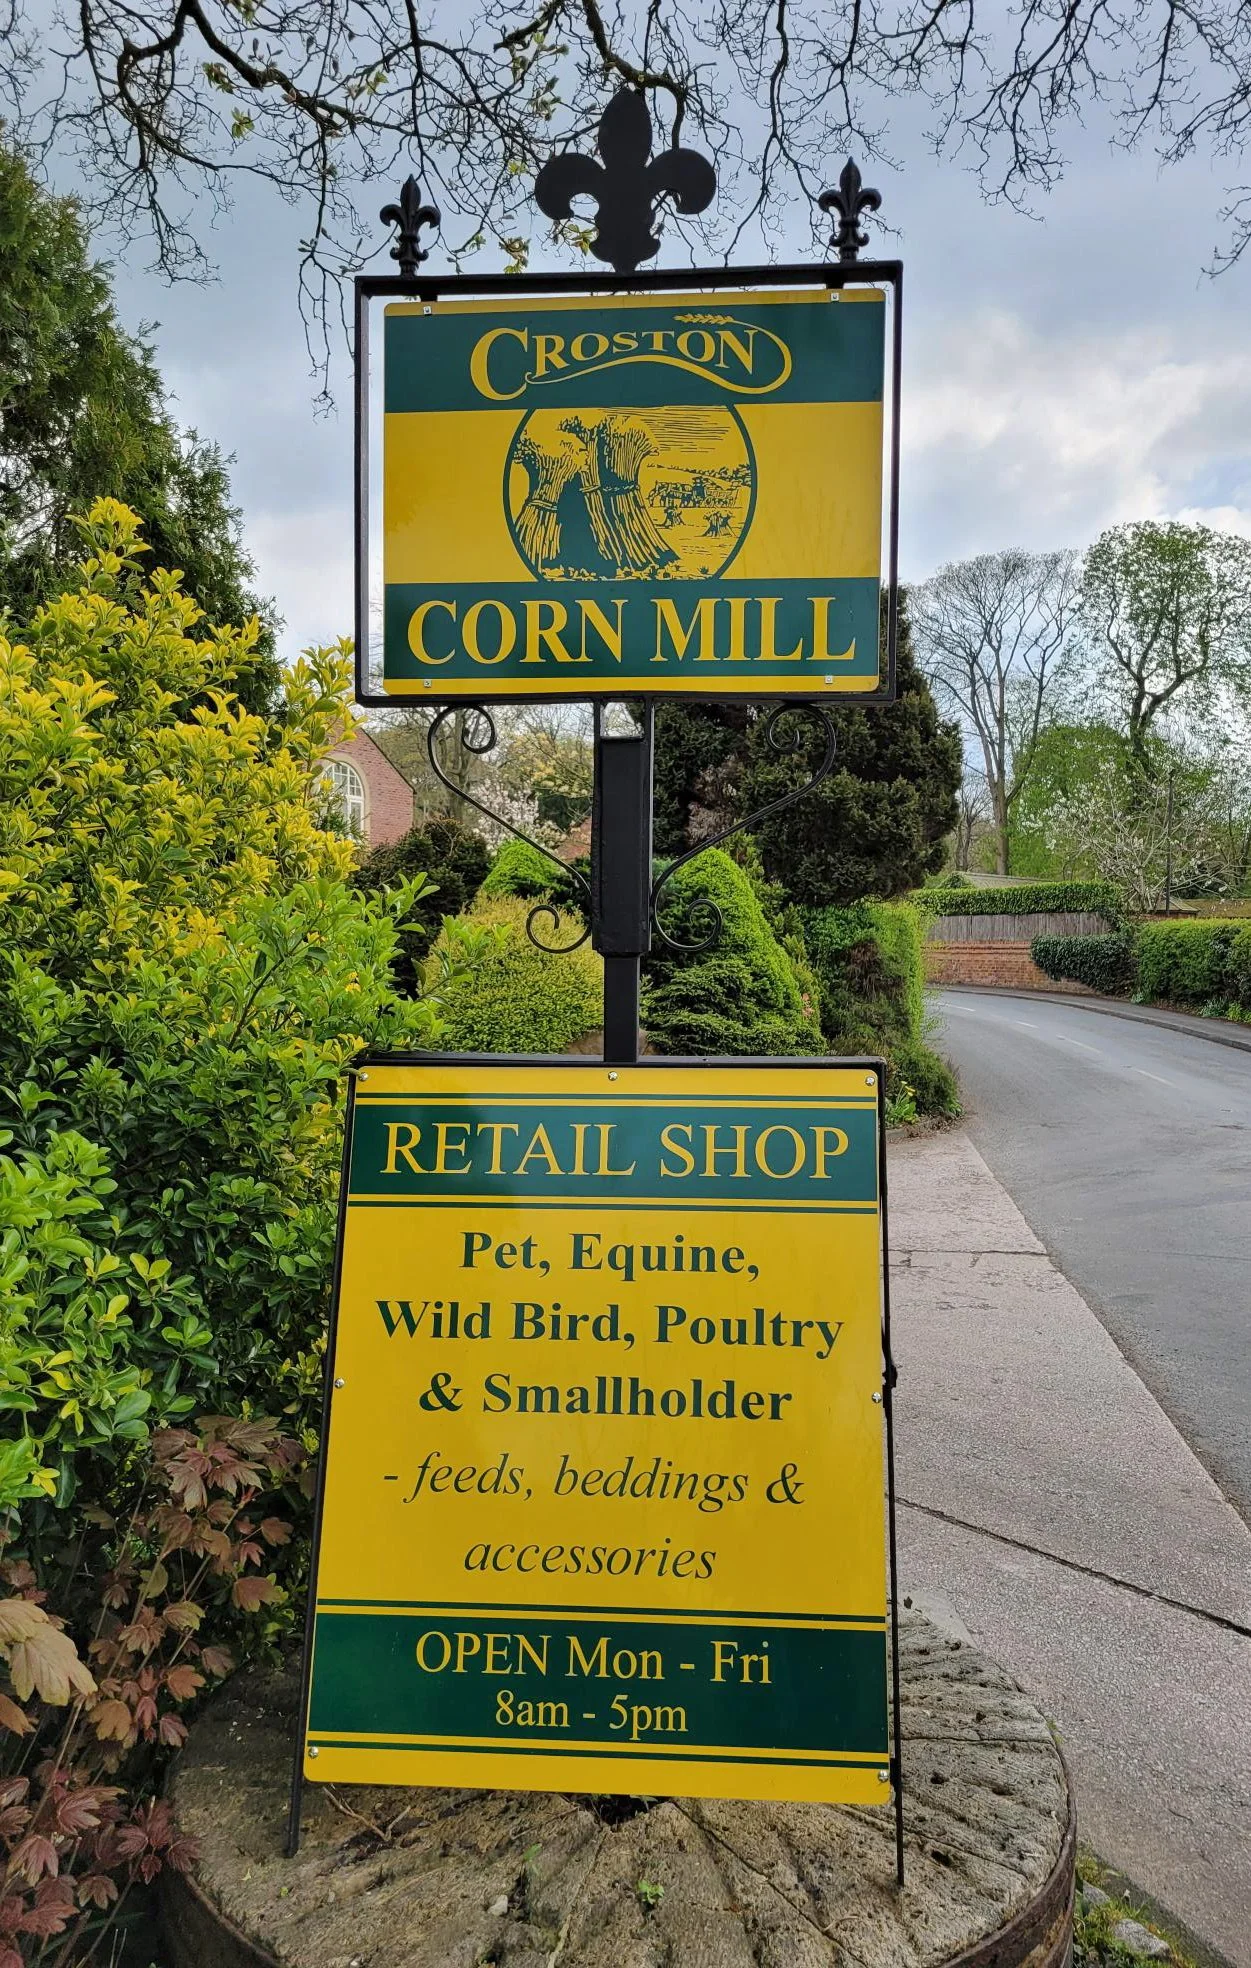 CROSTON
CORN MILL
RETAIL SHOP
Pet, Equine,
Wild Bird, Poultry
& Smallholder
- feeds, beddings &
accessories
OPEN Mon - Fri
8am - 5pm